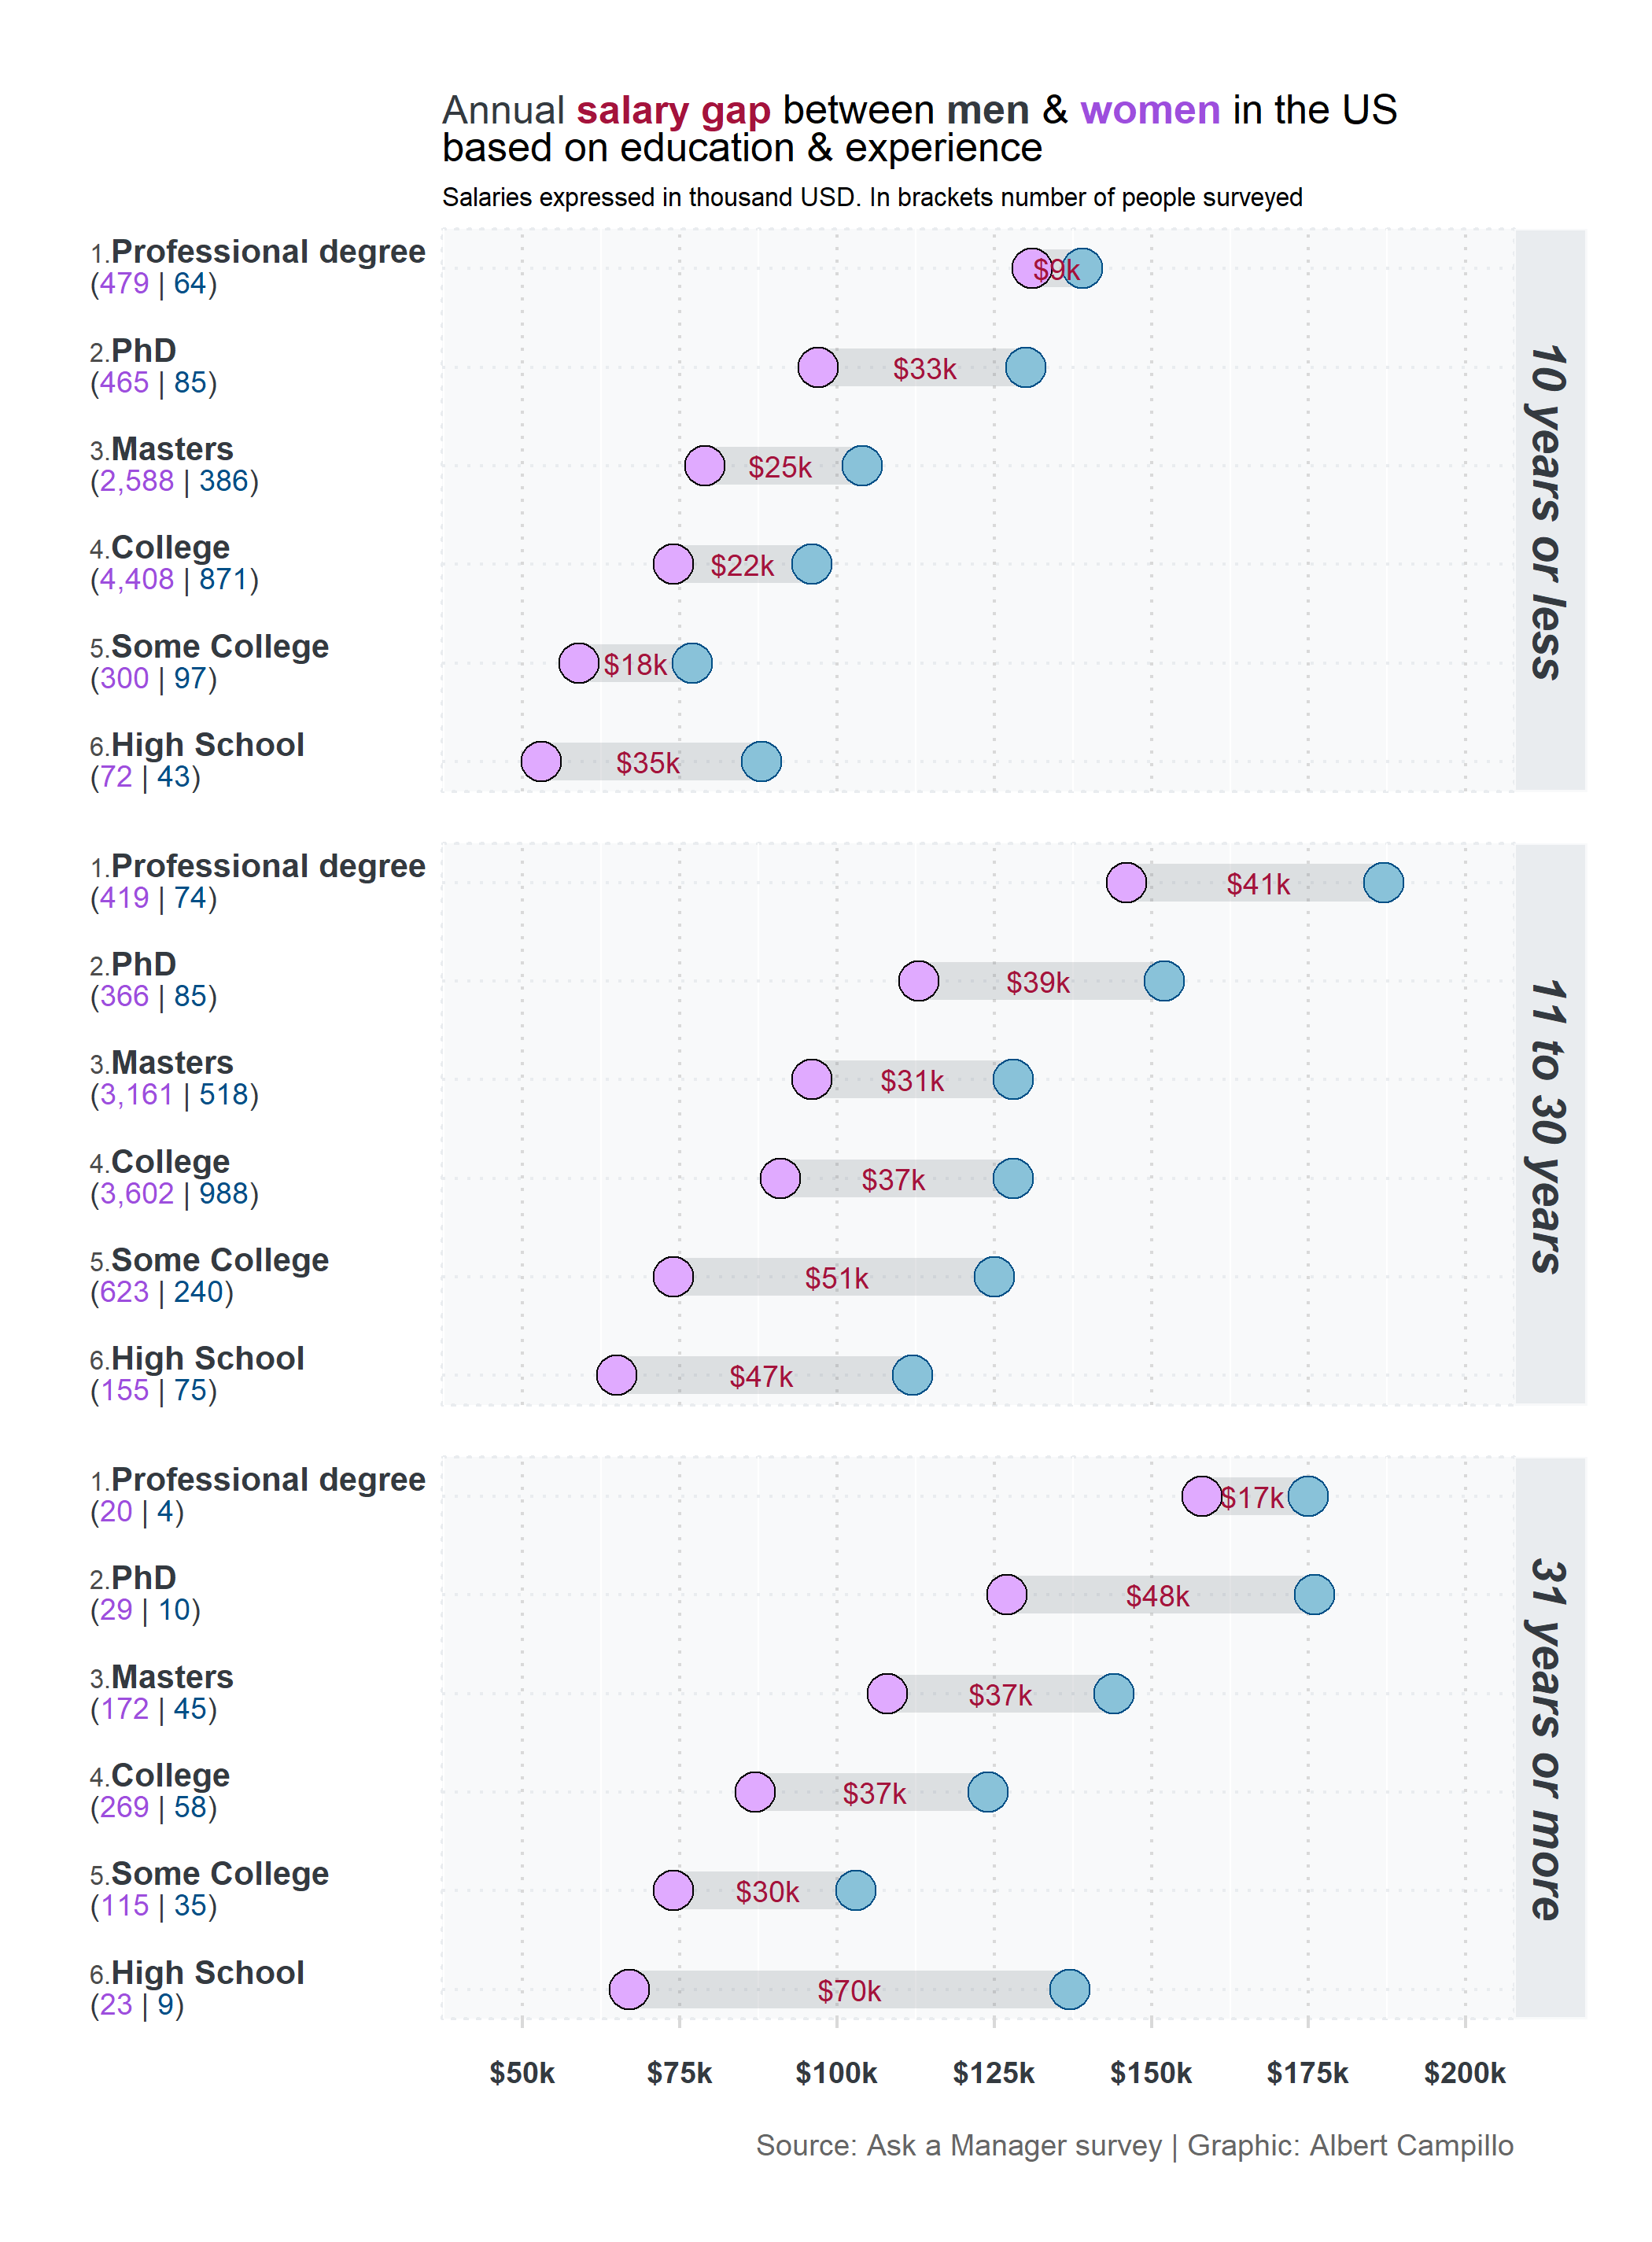 Annual salary gap between men & women in the US
based on education & experience
Salaries expressed in thousand USD. In brackets number of people surveyed
1.Professional degree
(479 | 64)
$9k
2.PhD
(465 | 85)
$33k
3.Masters
(2,588 | 386)
$25k
4.College
(4,408 | 871)
$22k
5.Some College
(300 | 97)
$18k
6.High School
(72 | 43)
$35k
10 years or less
1.Professional degree
(419 | 74)
$41k
2.PhD
(366 | 85)
$39k
3.Masters
(3,161 | 518)
$31k
4.College
(3,602 | 988)
$37k
5.Some College
(623 | 240)
$51k
6.High School
(155 | 75)
$47k
11 to 30 years
1.Professional degree
(20 | 4)
$17k
2.PhD
(29 | 10)
$48k
3.Masters
(172 | 45)
$37k
4.College
(269 | 58)
$37k
5.Some College
(115 | 35)
$30k
6.High School
(23 | 9)
$70k
31 years or more
$50k $75k $100k $125k $150k $175k $200k
Source: Ask a Manager survey | Graphic: Albert Campillo